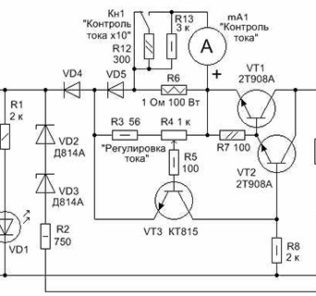 Кн1
"Контроль
тока х10"
R13
3 к
mA1
"Контроль
тока"
R12
300
A
+
VD4
VD5
R6
1 Ом 100 Вт
VT1
2Т908А
R1
2 к
VD2
Д814А
R3 56
R4 1 к
R7 100
"Регулировка
тока"
R5
100
VT2
2Т908А
VD3
Д814А
VD1
R2
750
VT3 КТ815
R8
2 к